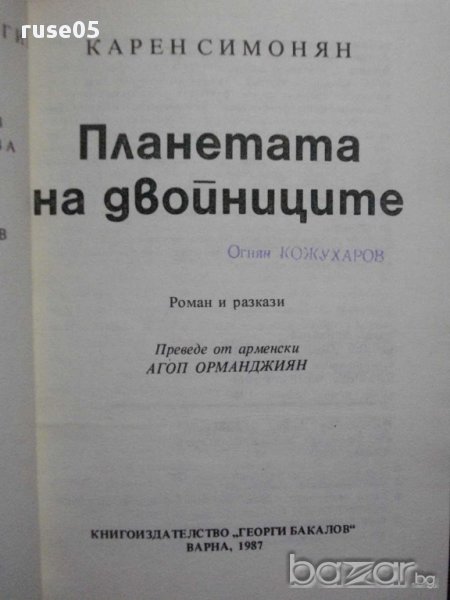 ruse05
КАРЕН СИМОНЯН
Планетата
на двойниците
Огнян КОЖУХАРОВ
Роман и разкази
Преведе от арменски
АГОП ОРМАНДЖИЯН
КНИГОИЗДАТЕЛСТВО „ГЕОРГИ БАКАЛОВ“
ВАРНА, 1987
bazar.bg